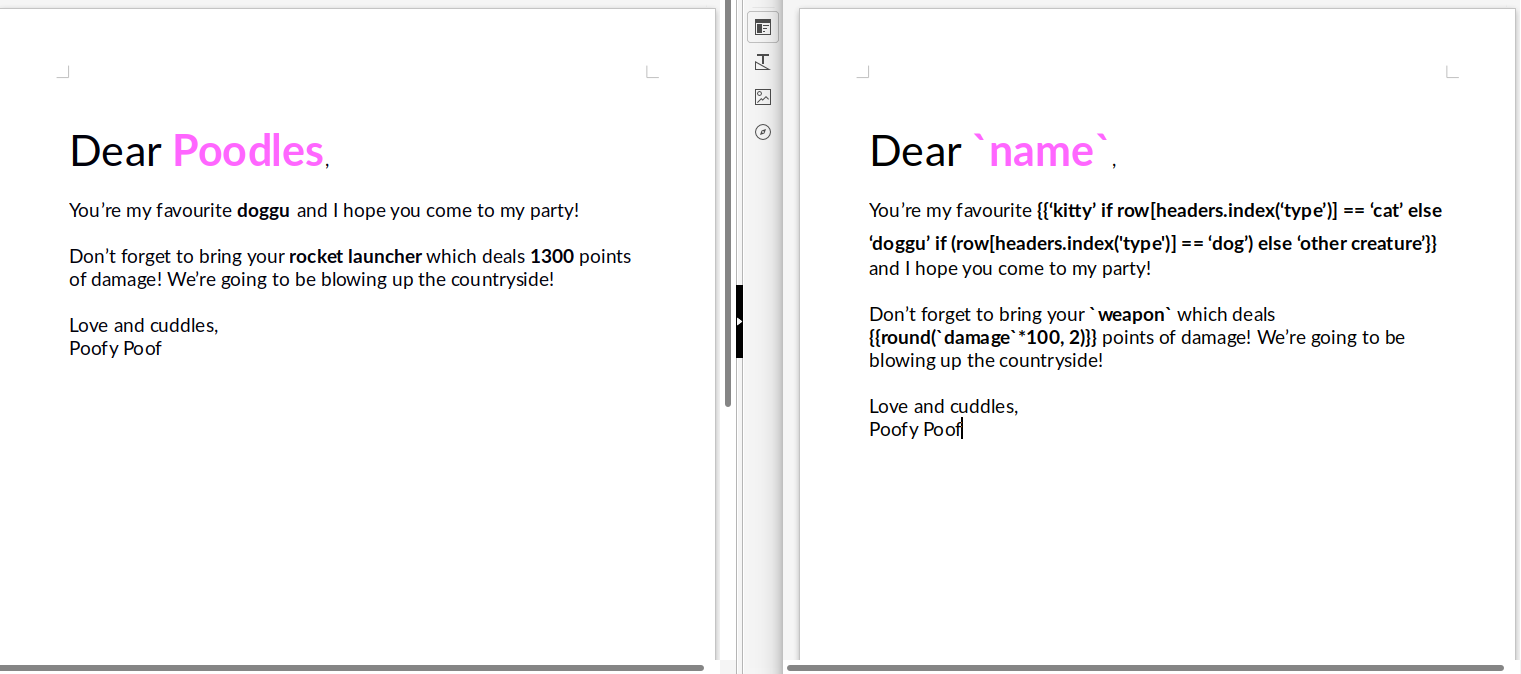 Dear Poodles,
You’re my favourite doggu and I hope you come to my party!
Don’t forget to bring your rocket launcher which deals 1300 points
of damage! We’re going to be blowing up the countryside!
Love and cuddles,
Poofy Poof
Dear `name`,
You’re my favourite {{‘kitty’ if row[headers.index(‘type’)] == ‘cat’ else
‘doggu’ if (row[headers.index('type')] == ‘dog’) else ‘other creature’}}
and I hope you come to my party!
Don’t forget to bring your `weapon` which deals
{{round(`damage`*100, 2)}} points of damage! We’re going to be
blowing up the countryside!
Love and cuddles,
Poofy Poof